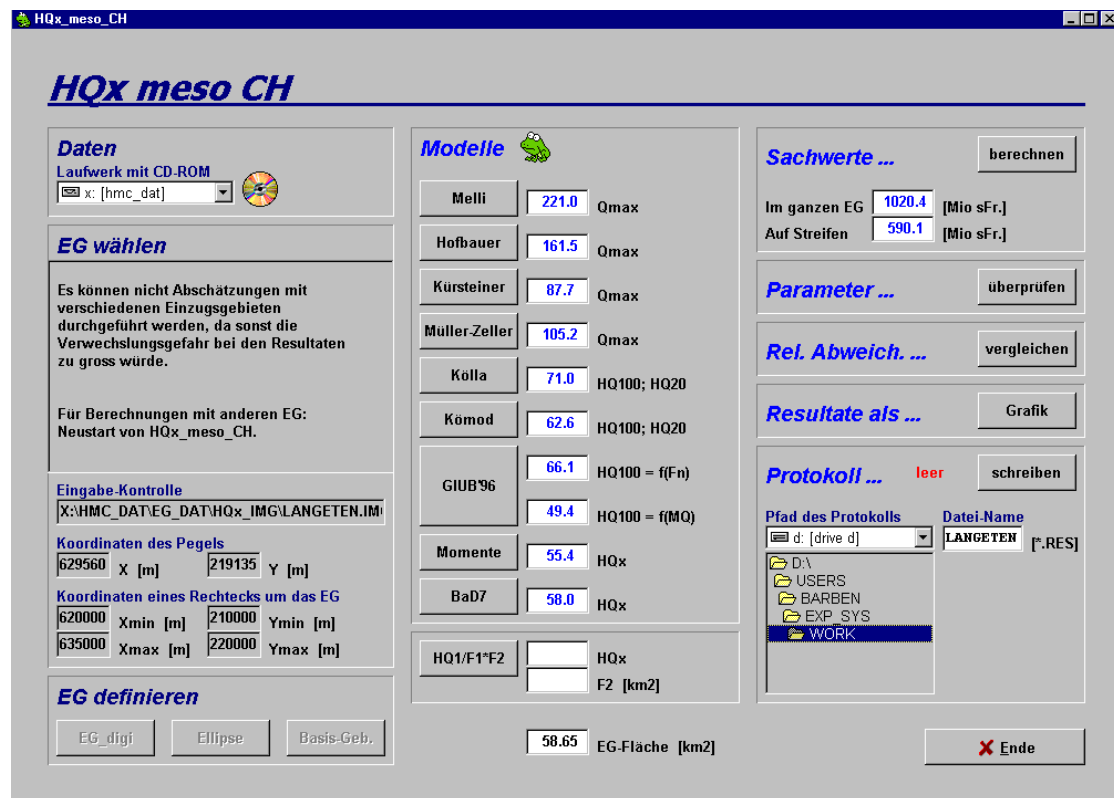 HQx_meso_CH
HQx meso CH
Daten
Laufwerk mit CD-ROM
x: [hmc_dat]
EG wählen
Es können nicht Abschätzungen mit
verschiedenen Einzugsgebieten
durchgeführt werden, da sonst die
Verwechslungsgefahr bei den Resultaten
zu gross würde.
Für Berechnungen mit anderen EG:
Neustart von HQx_meso_CH.
Eingabe-Kontrolle
X:\HMC_DAT\EG_DAT\HQx_IMG\LANGETEN.IM
Koordinaten des Pegels
629560 X [m] 219135 Y [m]
Koordinaten eines Rechtecks um das EG
620000 Xmin [m] 210000 Ymin [m]
635000 Xmax [m] 220000 Ymax [m]
EG definieren
EG_digi Ellipse Basis-Geb.
Modelle
Melli 221.0 Qmax
Hofbauer 161.5 Qmax
Kürsteiner 87.7 Qmax
Müller-Zeller 105.2 Qmax
Kölla 71.0 HQ100; HQ20
Kömod 62.6 HQ100; HQ20
GIUB'96
66.1 HQ100 = f(Fn)
49.4 HQ100 = f(MQ)
Momente 55.4 HQx
BaD7 58.0 HQx
HQ1/F1*F2 HQx
F2 [km2]
58.65 EG-Fläche [km2]
Sachwerte ... berechnen
Im ganzen EG 1020.4 [Mio sFr.]
Auf Streifen 590.1 [Mio sFr.]
Parameter ... überprüfen
Rel. Abweich. ... vergleichen
Resultate als ... Grafik
Protokoll ... leer schreiben
Pfad des Protokolls Datei-Name
d: [drive d] LANGETEN [*.RES]
D:\
USERS
BARBEN
EXP_SYS
WORK
Ende